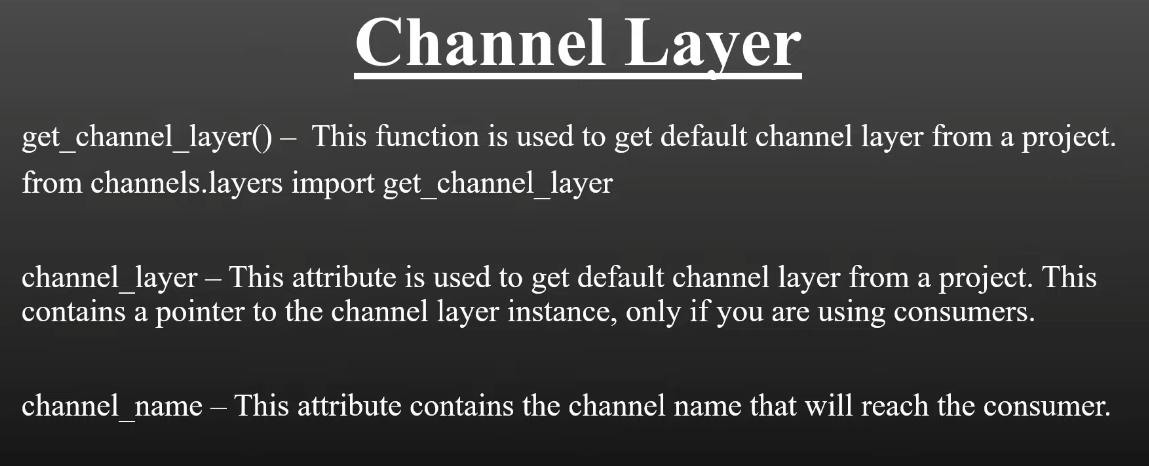 Channel Layer
get_channel_layer() – This function is used to get default channel layer from a project.
from channels.layers import get_channel_layer
channel_layer – This attribute is used to get default channel layer from a project. This
contains a pointer to the channel layer instance, only if you are using consumers.
channel_name – This attribute contains the channel name that will reach the consumer.